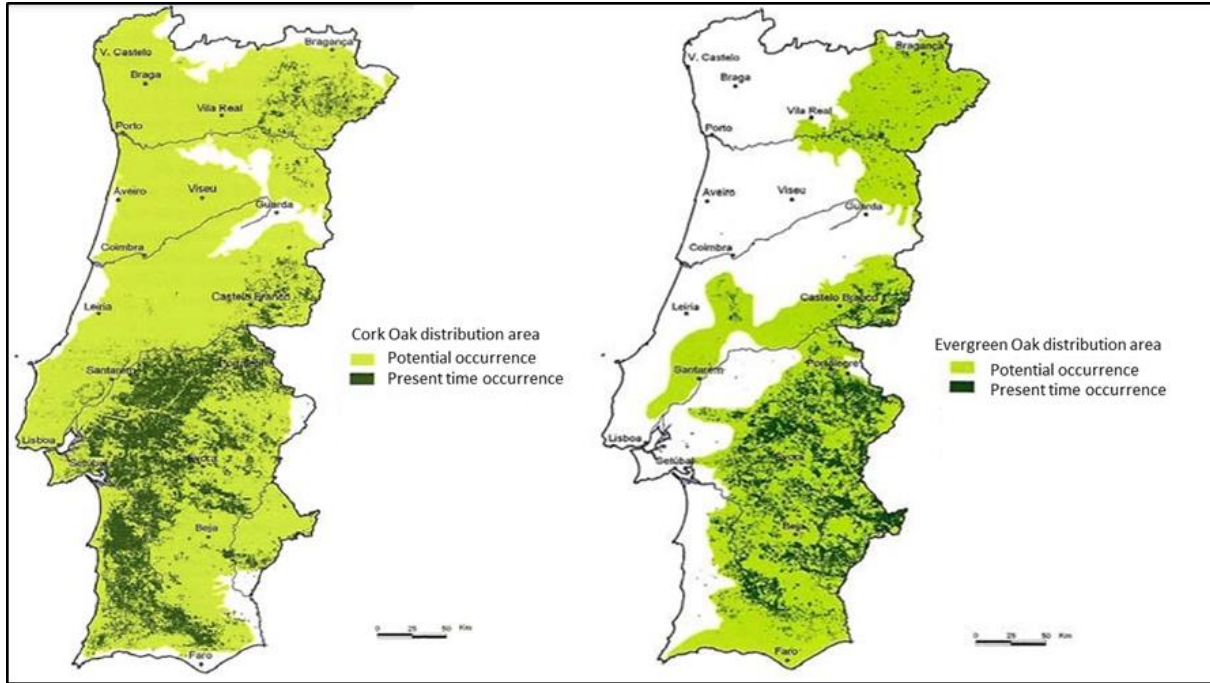 V. Castelo
Bragança
Braga
Vila Real
Porto
Aveiro
Viseu
Guarda
Coimbra
Leiria
Castelo Branco
Santarém
Lisboa
Setúbal
Beja
Faro
Cork Oak distribution area
Potential occurrence
Present time occurrence
0 25 50 Km
Bragança
V. Castelo
Braga
Vila Real
Porto
Aveiro
Viseu
Guarda
Coimbra
Leiria
Castelo Branco
Santarém
Portalegre
Lisboa
Setúbal
Beja
Faro
Evergreen Oak distribution area
Potential occurrence
Present time occurrence
0 25 50 Km